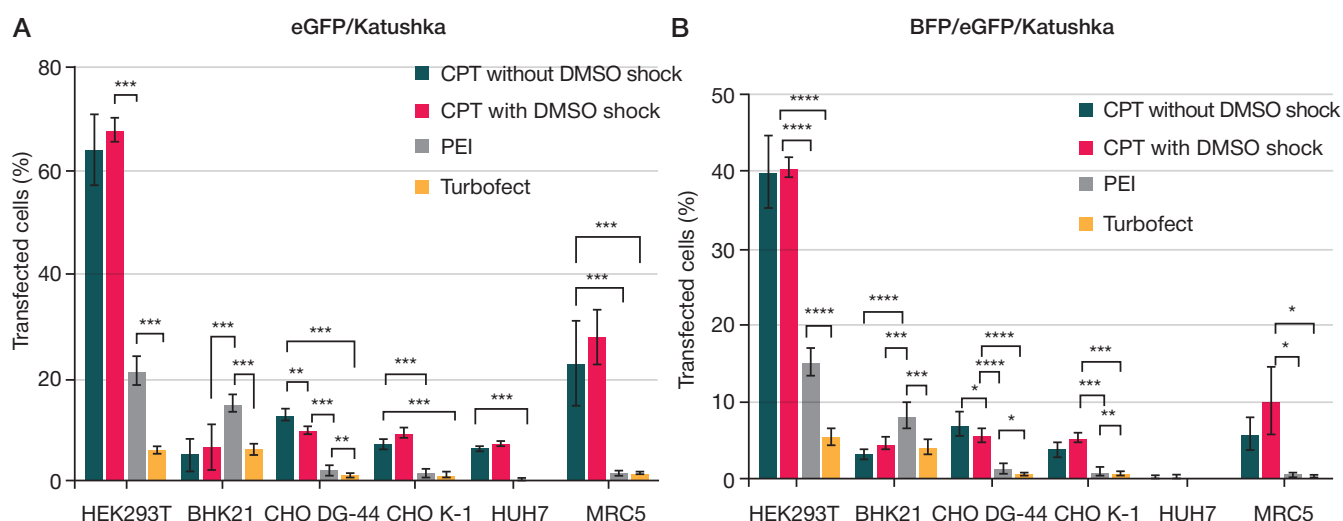 A
eGFP/Katushka
80
60
40
20
0
Transfected cells (%)
CPT without DMSO shock
CPT with DMSO shock
PEI
Turbofect
***
***
***
***
***
**
***
**
***
***
***
***
***
HEK293T BHK21 CHO DG-44 CHO K-1 HUH7 MRC5
B
BFP/eGFP/Katushka
50
40
30
20
10
0
Transfected cells (%)
CPT without DMSO shock
CPT with DMSO shock
PEI
Turbofect
****
****
****
****
***
***
****
****
*
*
***
***
**
*
*
HEK293T BHK21 CHO DG-44 CHO K-1 HUH7 MRC5